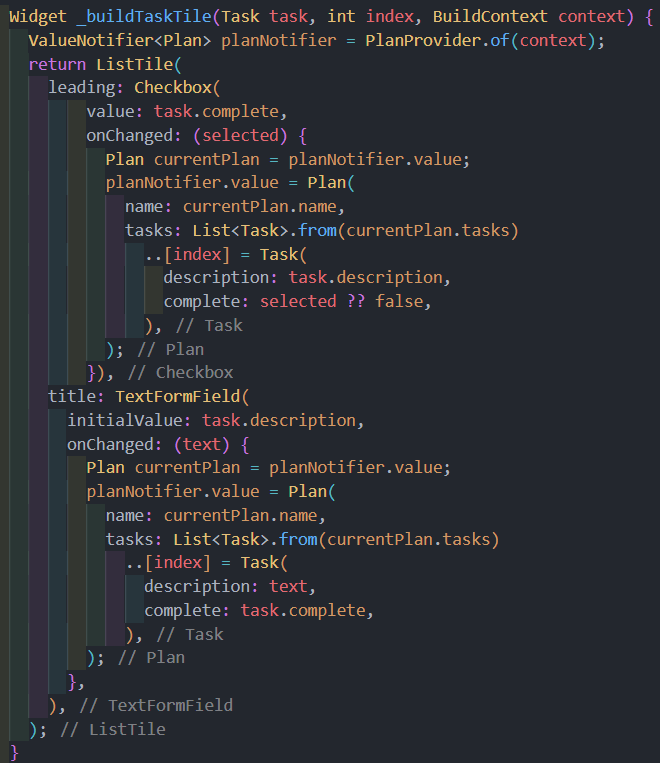 Widget _buildTaskTile(Task task, int index, BuildContext context) {
  ValueNotifier<Plan> planNotifier = PlanProvider.of(context);
  return ListTile(
    leading: Checkbox(
        value: task.complete,
        onChanged: (selected) {
          Plan currentPlan = planNotifier.value;
          planNotifier.value = Plan(
            name: currentPlan.name,
            tasks: List<Task>.from(currentPlan.tasks)
              ..[index] = Task(
                description: task.description,
                complete: selected ?? false,
              ), // Task
          ); // Plan
        }), // Checkbox
    title: TextFormField(
      initialValue: task.description,
      onChanged: (text) {
        Plan currentPlan = planNotifier.value;
        planNotifier.value = Plan(
          name: currentPlan.name,
          tasks: List<Task>.from(currentPlan.tasks)
            ..[index] = Task(
              description: text,
              complete: task.complete,
            ), // Task
        ); // Plan
      },
    ), // TextFormField
  ); // ListTile
}